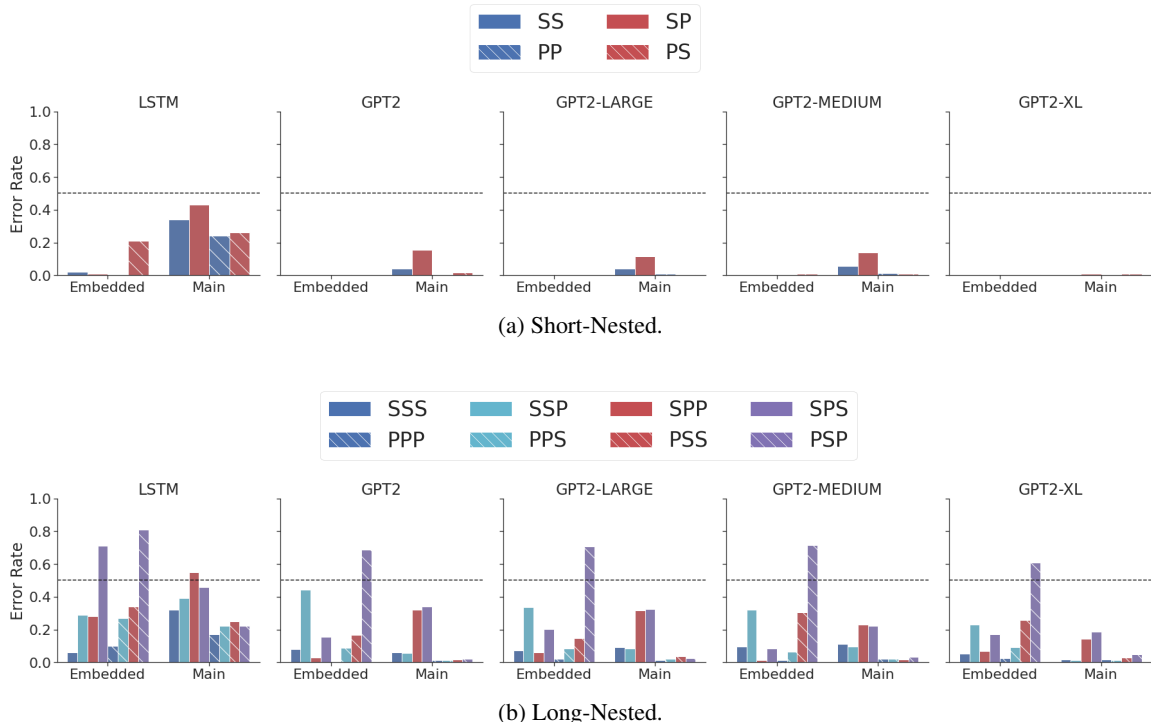 SS SP
PP PS
LSTM GPT2 GPT2-LARGE GPT2-MEDIUM GPT2-XL
1.0
0.8
0.6
0.4
0.2
0.0
Error Rate
Embedded Main Embedded Main Embedded Main Embedded Main Embedded Main
(a) Short-Nested.
SSS SSP SPP SPS
PPP PPS PSS PSP
LSTM GPT2 GPT2-LARGE GPT2-MEDIUM GPT2-XL
1.0
0.8
0.6
0.4
0.2
0.0
Error Rate
Embedded Main Embedded Main Embedded Main Embedded Main Embedded Main
(b) Long-Nested.